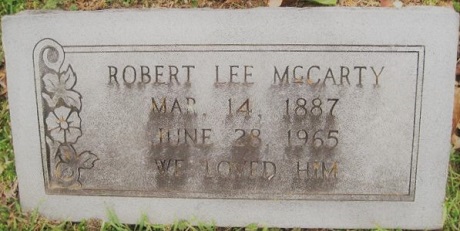 ROBERT LEE McCARTY
MAR. 14, 1887
JUNE 28, 1965
WE LOVED HIM